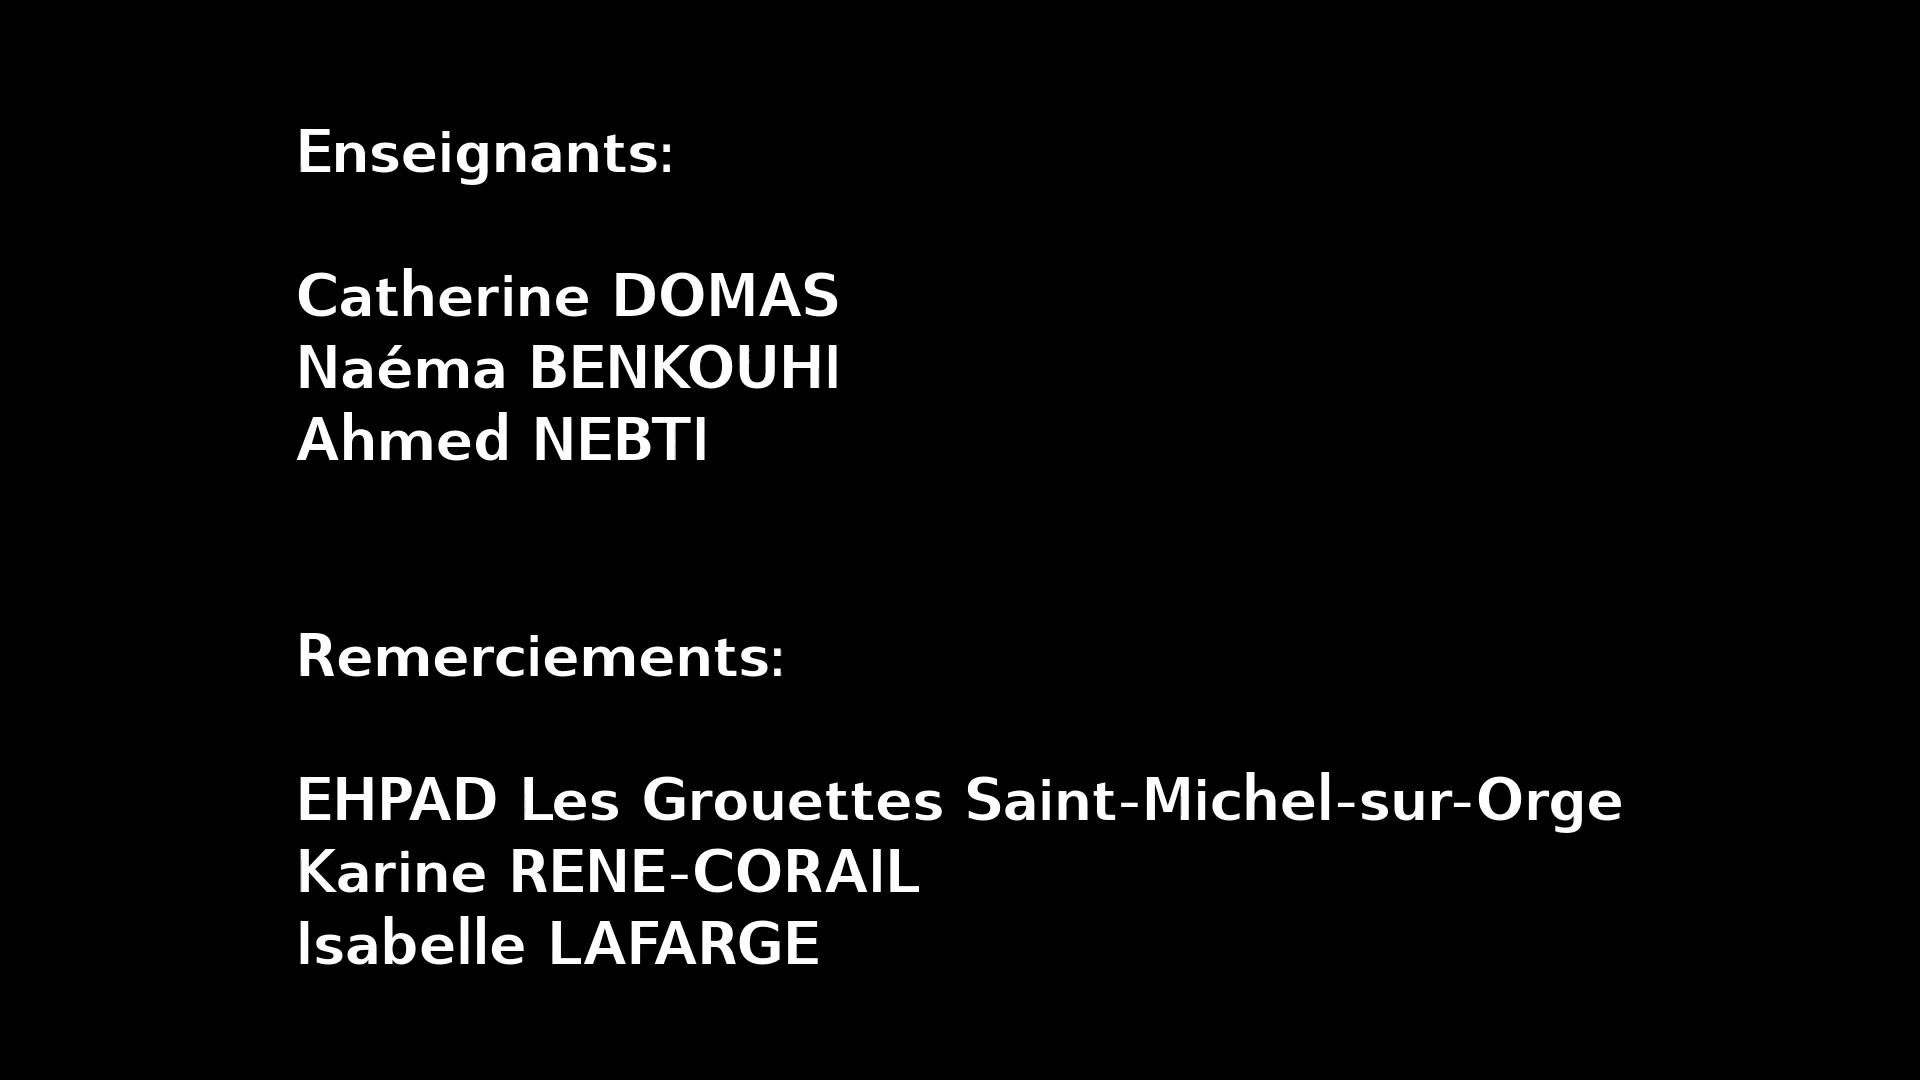 Enseignants:
Catherine DOMAS
Naéma BENKOUHI
Ahmed NEBTI
Remerciements:
EHPAD Les Grouettes Saint-Michel-sur-Orge
Karine RENE-CORAIL
Isabelle LAFARGE